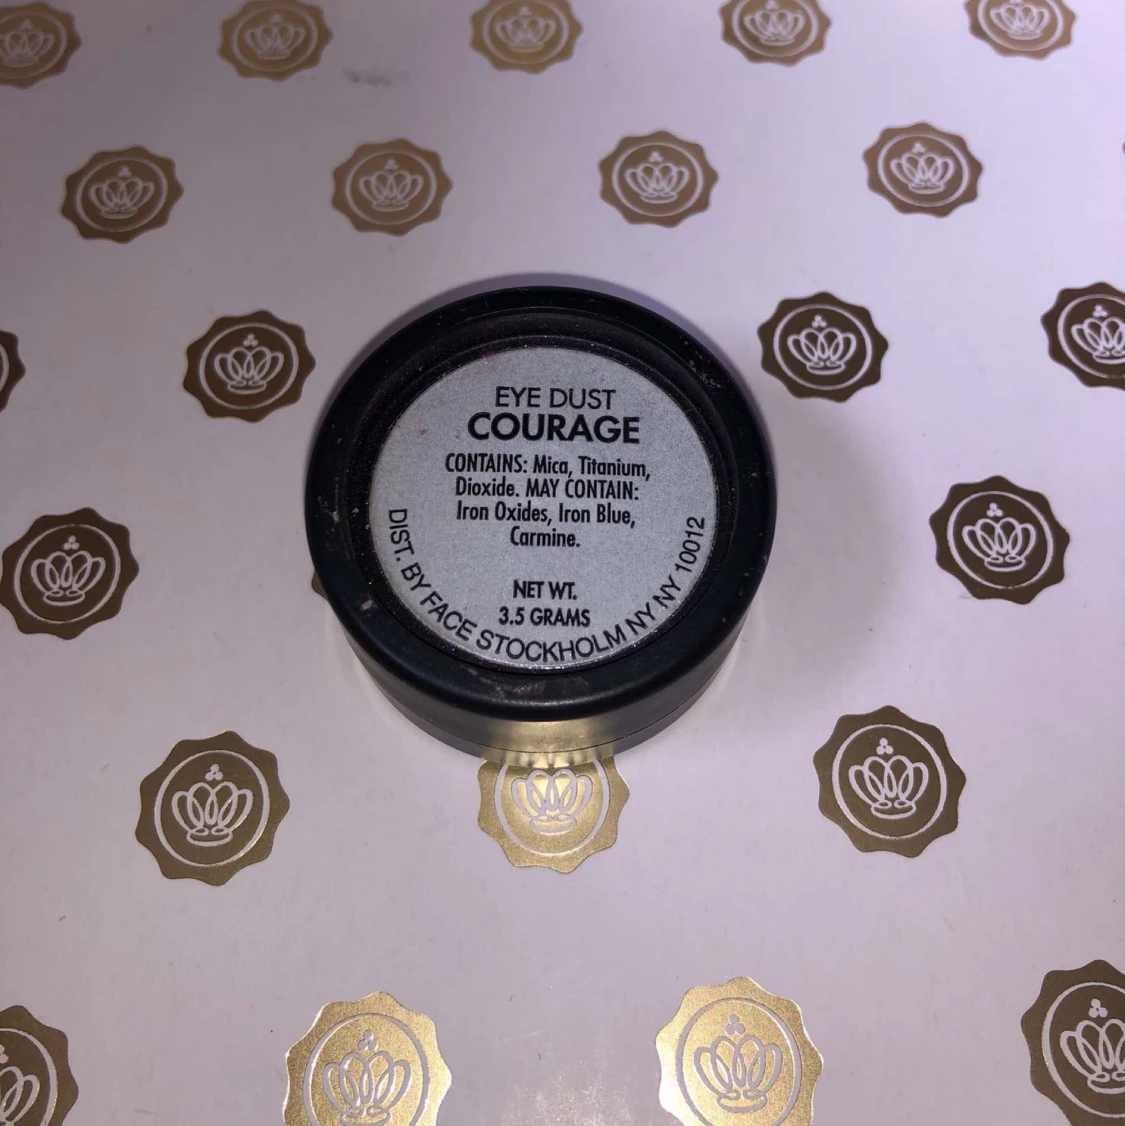 EYE DUST
COURAGE
CONTAINS: Mica, Titanium,
Dioxide. MAY CONTAIN:
Iron Oxides, Iron Blue,
Carmine.
NET WT.
3.5 GRAMS
DIST. BY FACE STOCKHOLM NY NY 10012